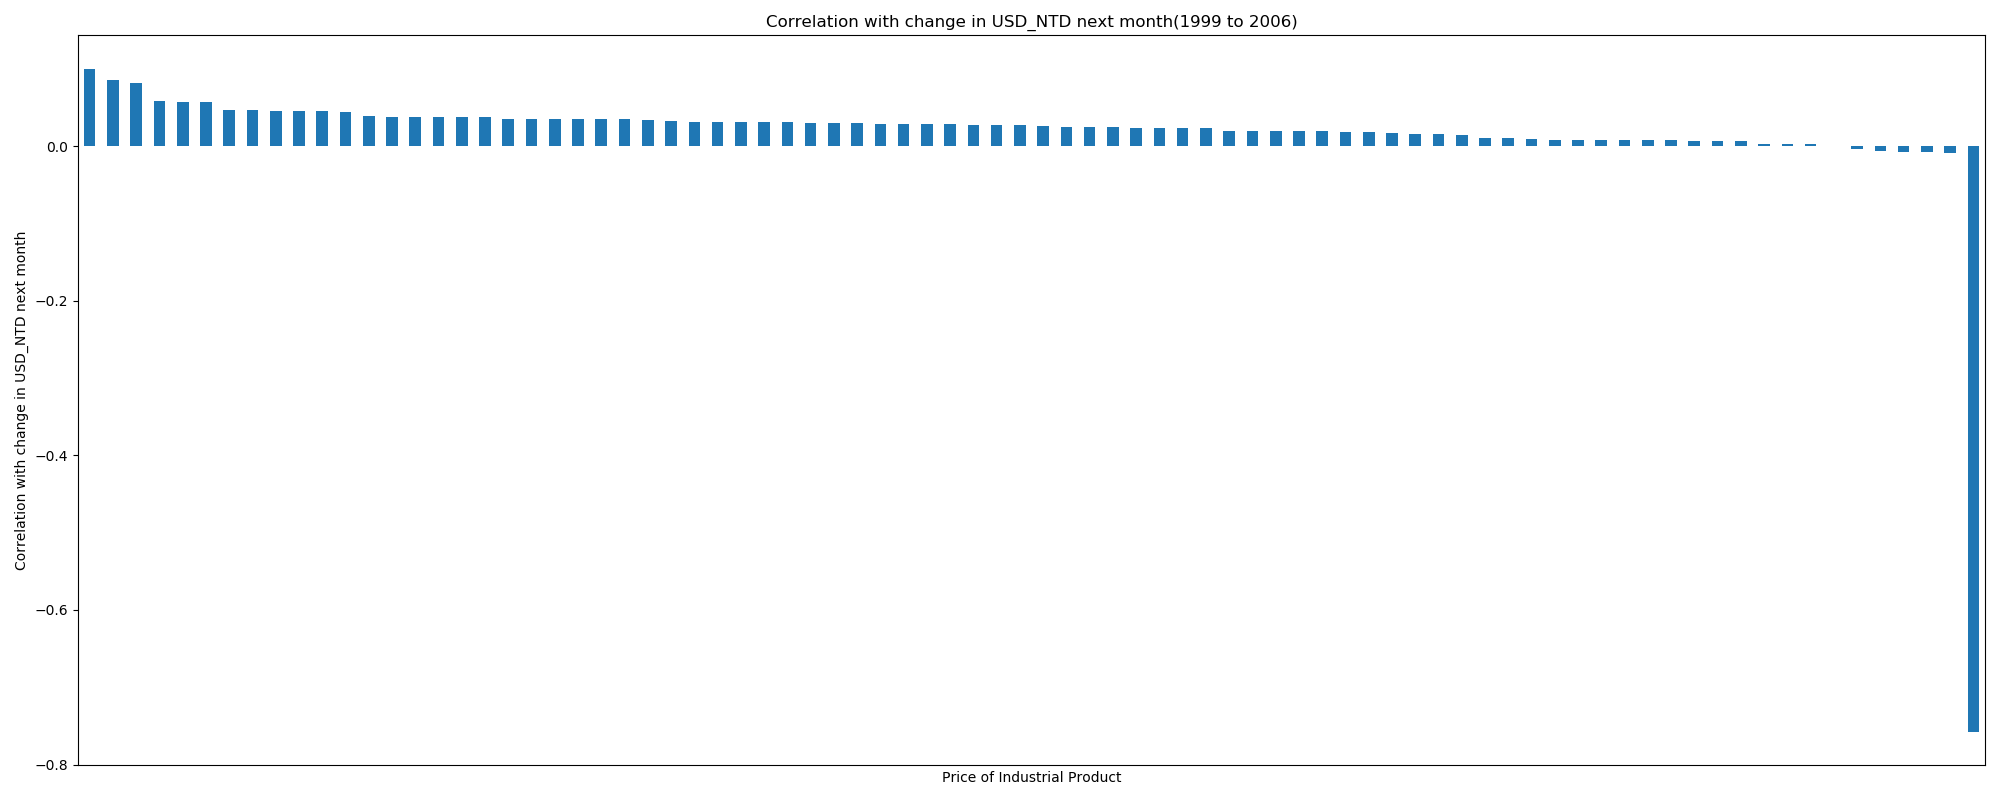 Correlation with change in USD_NTD next month(1999 to 2006)
Correlation with change in USD_NTD next month
0.0
−0.2
−0.4
−0.6
−0.8
Price of Industrial Product